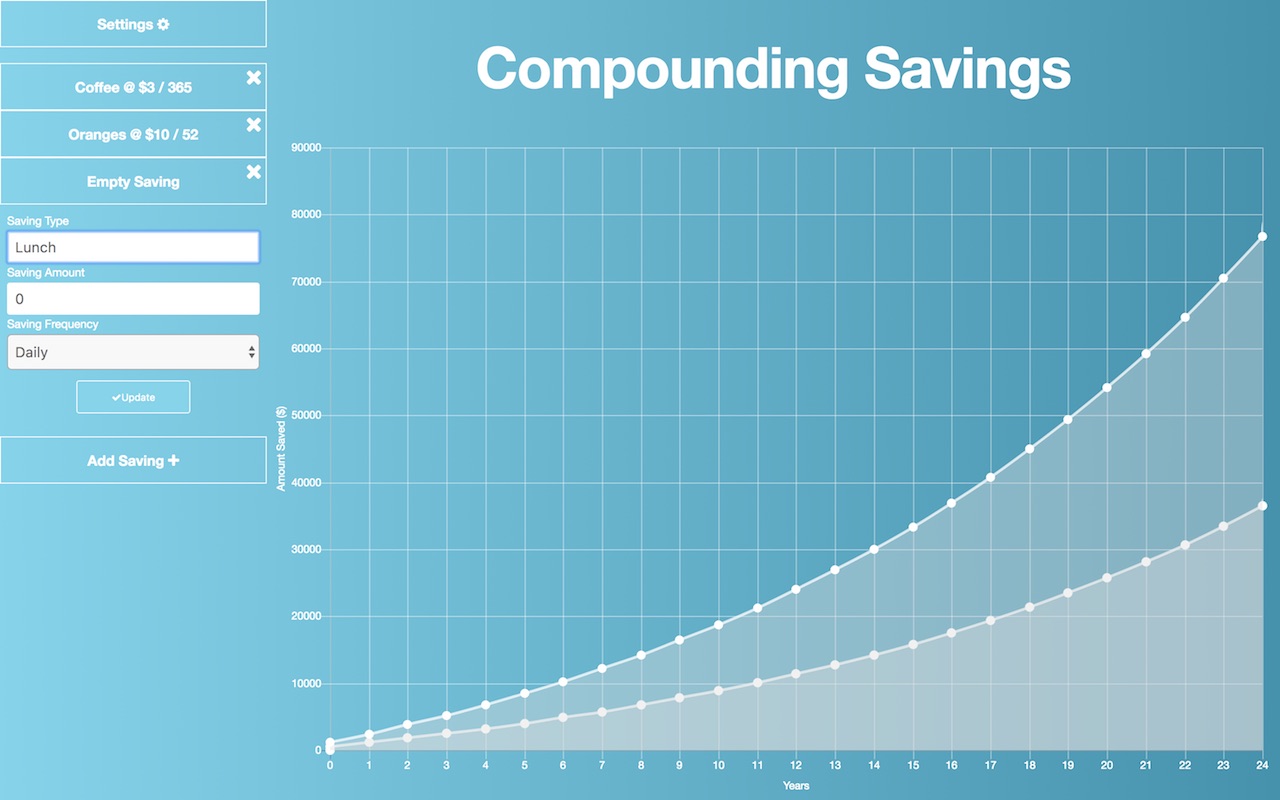 Settings
Coffee @ $3 / 365
Oranges @ $10 / 52
Empty Saving
Saving Type
Lunch
Saving Amount
0
Saving Frequency
Daily
Update
Add Saving
Compounding Savings
Amount Saved ($)
90000
80000
70000
60000
50000
40000
30000
20000
10000
0
0 1 2 3 4 5 6 7 8 9 10 11 12 13 14 15 16 17 18 19 20 21 22 23 24
Years